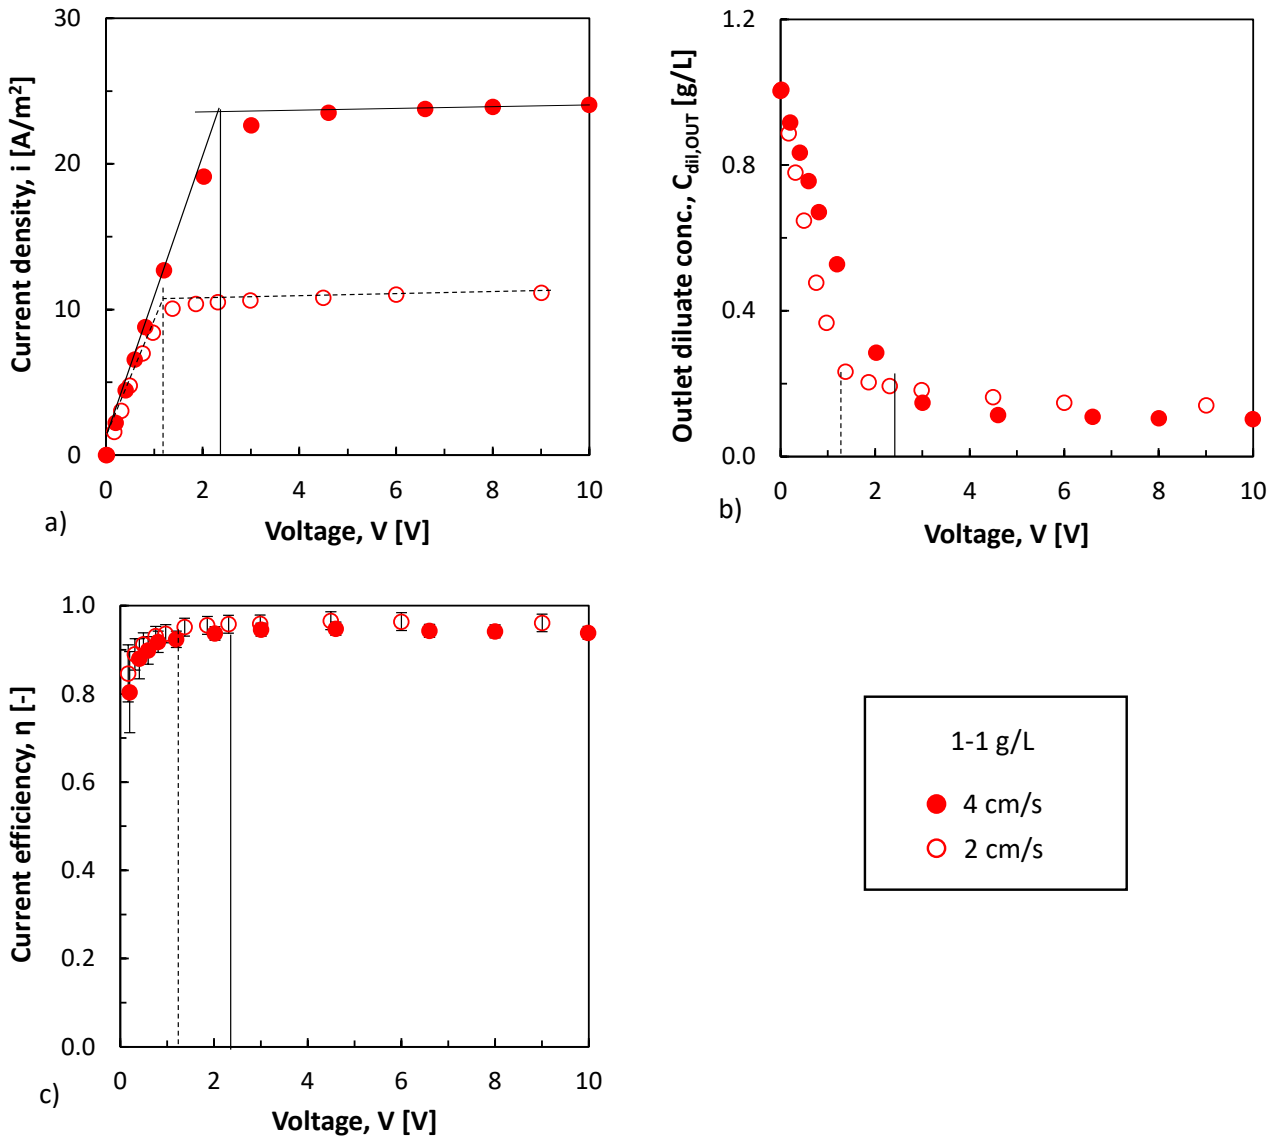 30
20
10
0
0 2 4 6 8 10
Current density, i [A/m²]
Voltage, V [V]
a)
1.2
0.8
0.4
0.0
0 2 4 6 8 10
Outlet diluate conc., C_dil,OUT [g/L]
Voltage, V [V]
b)
1.0
0.8
0.6
0.4
0.2
0.0
0 2 4 6 8 10
Current efficiency, η [-]
Voltage, V [V]
c)
1-1 g/L
4 cm/s
2 cm/s